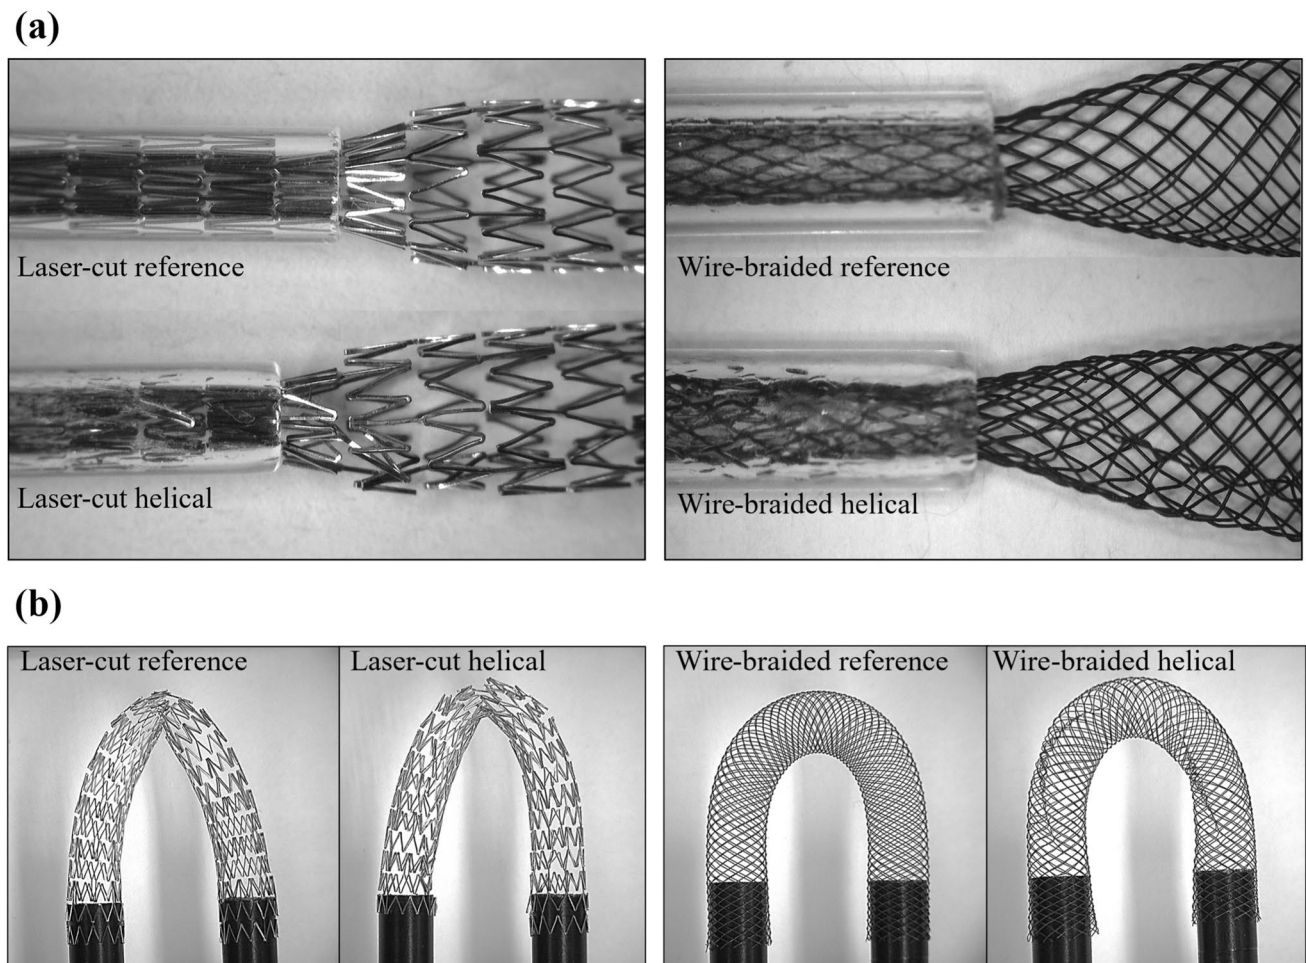 (a)
Laser-cut reference
Wire-braided reference
Laser-cut helical
Wire-braided helical
(b)
Laser-cut reference
Laser-cut helical
Wire-braided reference
Wire-braided helical